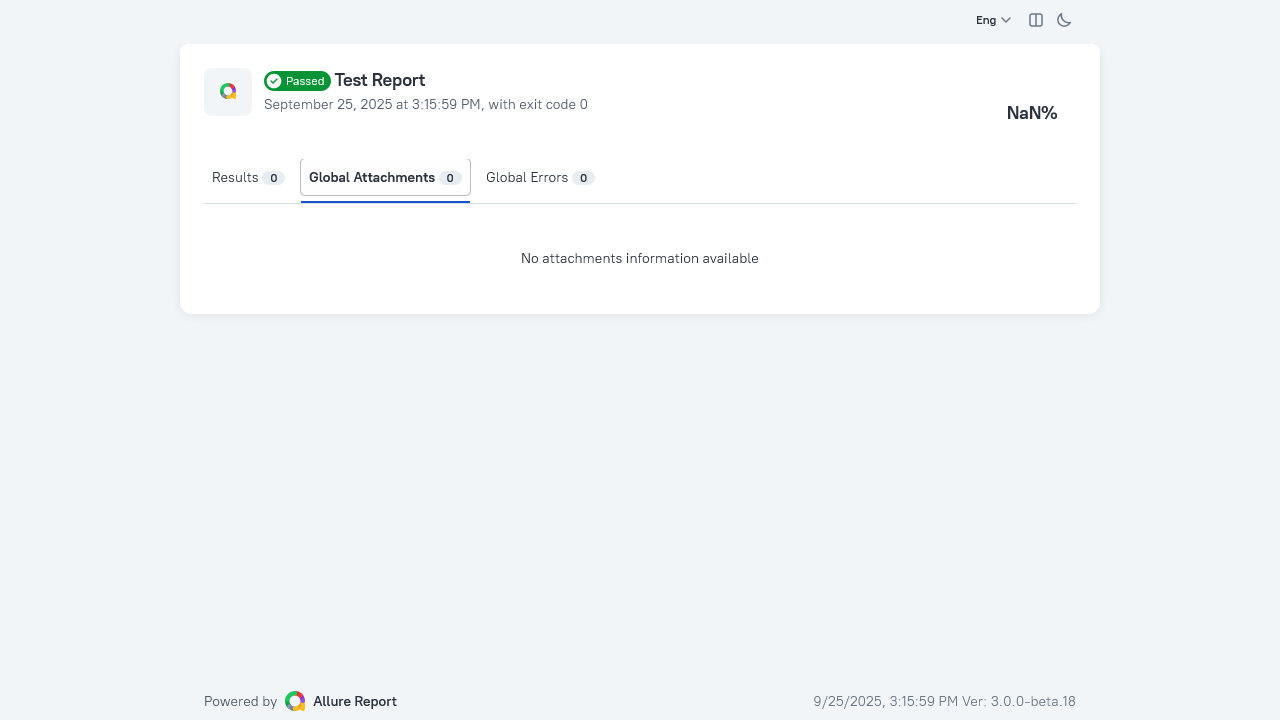 Eng
Passed Test Report
September 25, 2025 at 3:15:59 PM, with exit code 0
NaN%
Results 0 Global Attachments 0 Global Errors 0
No attachments information available
Powered by Allure Report 9/25/2025, 3:15:59 PM Ver: 3.0.0-beta.18